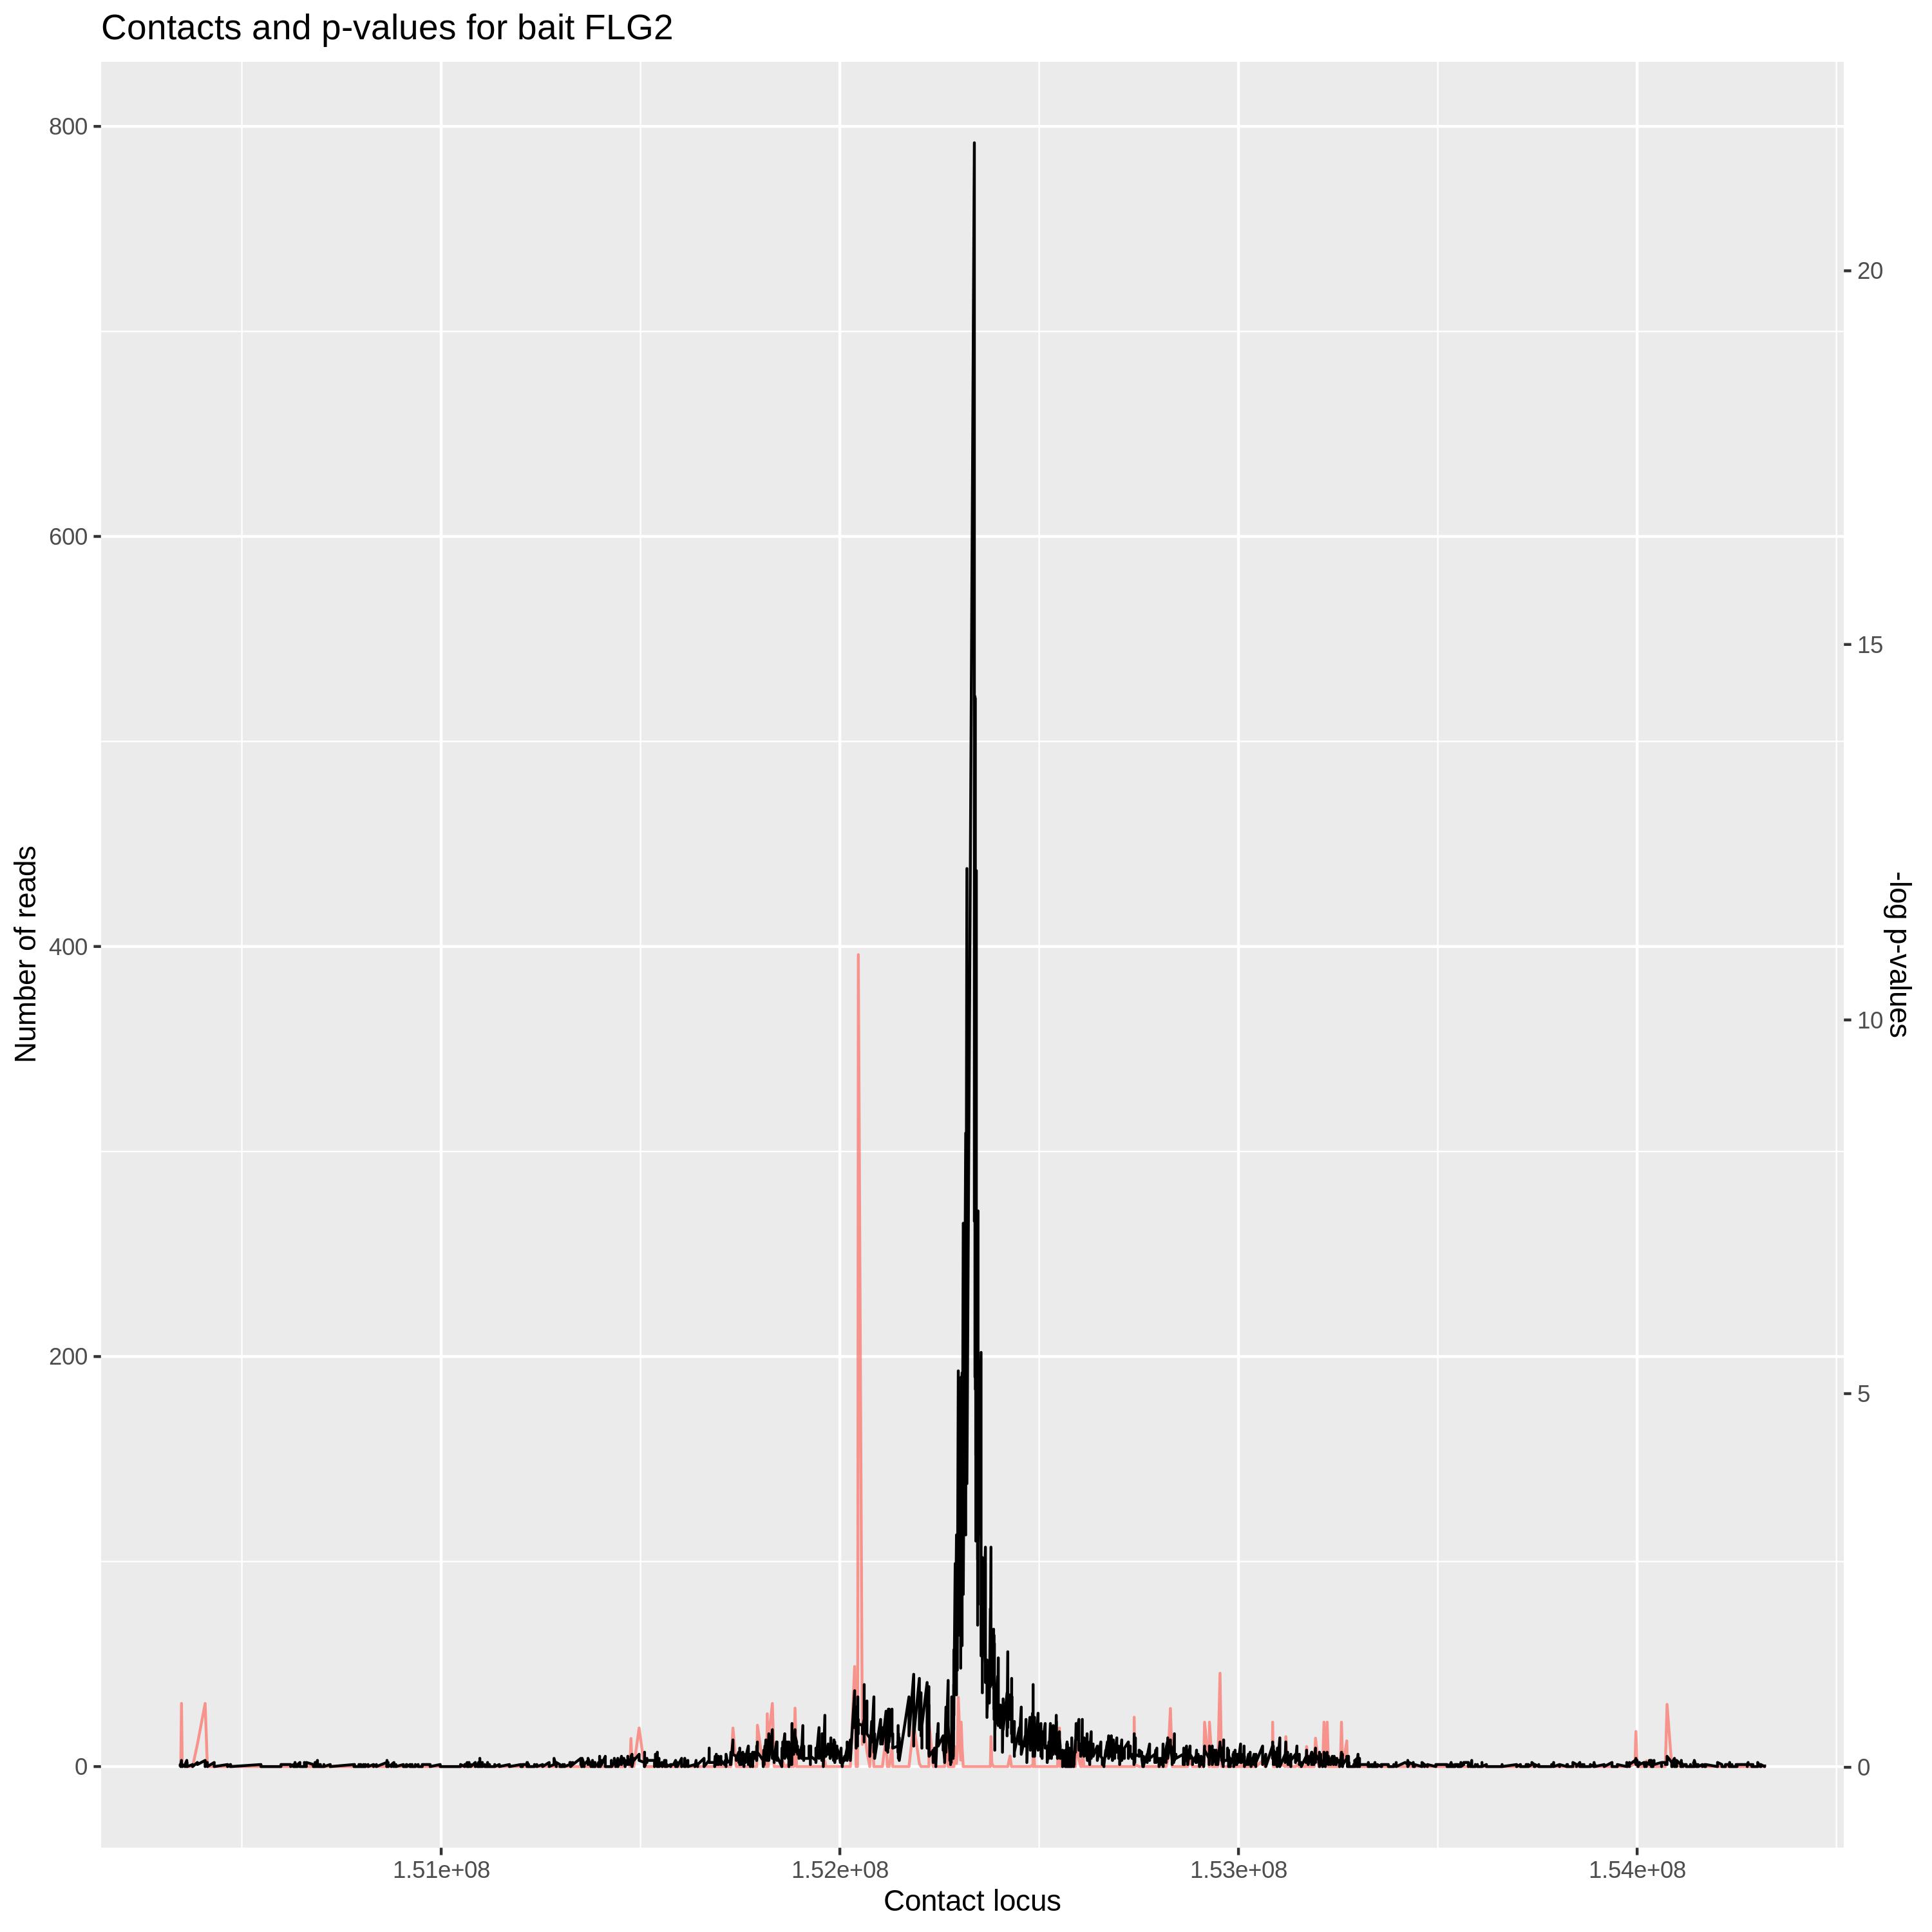 Contacts and p-values for bait FLG2
800
600
400
200
0
Number of reads
20
15
10
5
0
-log p-values
1.51e+08
1.52e+08
1.53e+08
1.54e+08
Contact locus